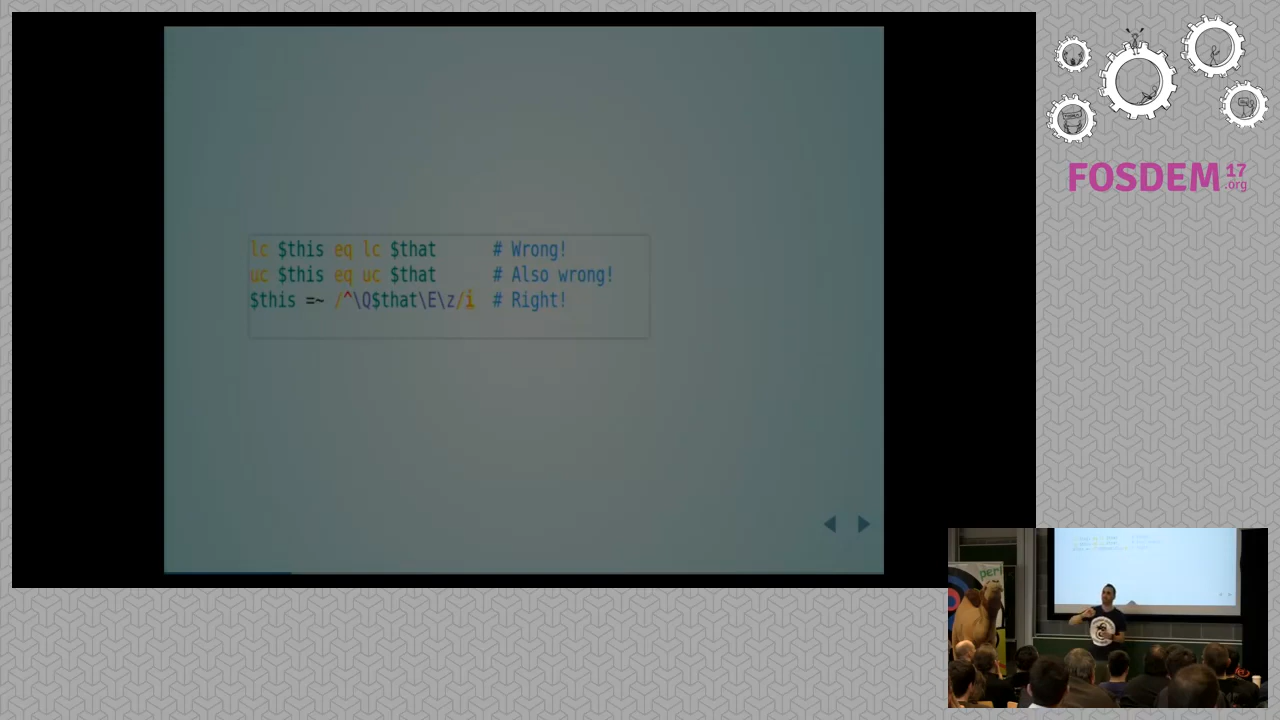 lc $this eq lc $that      # Wrong!
uc $this eq uc $that      # Also wrong!
$this =~ /^\Q$that\E\z/i  # Right!
FOSDEM 17
.org
perl